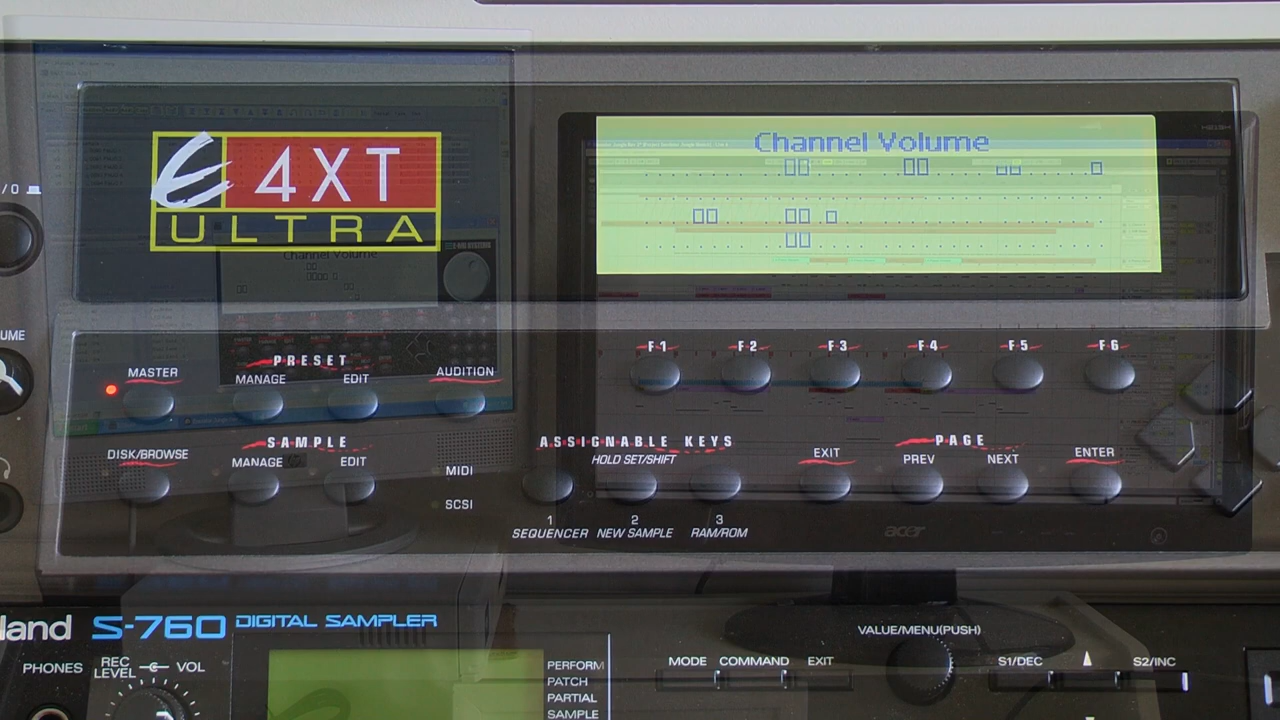 Channel Volume
4XT
ULTRA
/0
Channel Volume
UME
PRESET
MASTER
MANAGE
EDIT
AUDITION
F1
F2
F3
F4
F5
F6
SAMPLE
DISK/BROWSE
MANAGE
EDIT
MIDI
SCSI
ASSIGNABLE KEYS
HOLD SET/SHIFT
EXIT
PAGE
PREV
NEXT
ENTER
1
SEQUENCER
2
NEW SAMPLE
3
RAM/ROM
acer
land S-760 DIGITAL SAMPLER
PHONES
REC LEVEL
VOL
PERFORM
PATCH
PARTIAL
SAMPLE
VALUE/MENU(PUSH)
MODE
COMMAND
EXIT
S1/DEC
S2/INC